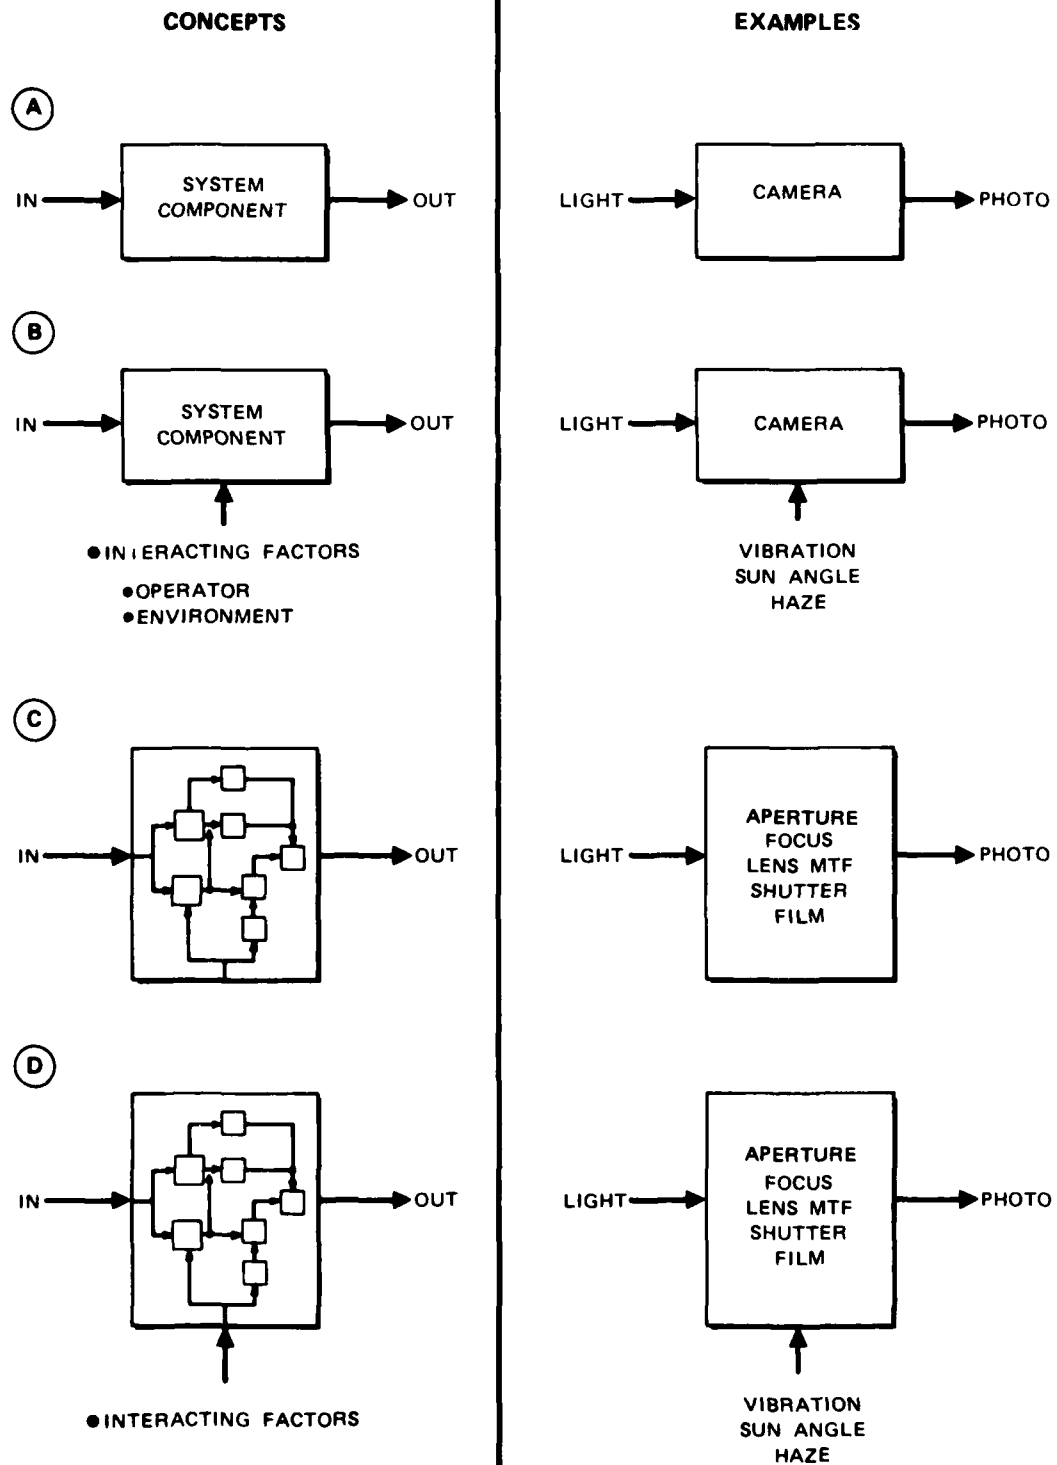 CONCEPTS
EXAMPLES
A
IN
SYSTEM
COMPONENT
OUT
LIGHT
CAMERA
PHOTO
B
IN
SYSTEM
COMPONENT
OUT
● INTERACTING FACTORS
● OPERATOR
● ENVIRONMENT
LIGHT
CAMERA
PHOTO
VIBRATION
SUN ANGLE
HAZE
C
IN
OUT
LIGHT
APERTURE
FOCUS
LENS MTF
SHUTTER
FILM
PHOTO
D
IN
OUT
● INTERACTING FACTORS
LIGHT
APERTURE
FOCUS
LENS MTF
SHUTTER
FILM
PHOTO
VIBRATION
SUN ANGLE
HAZE